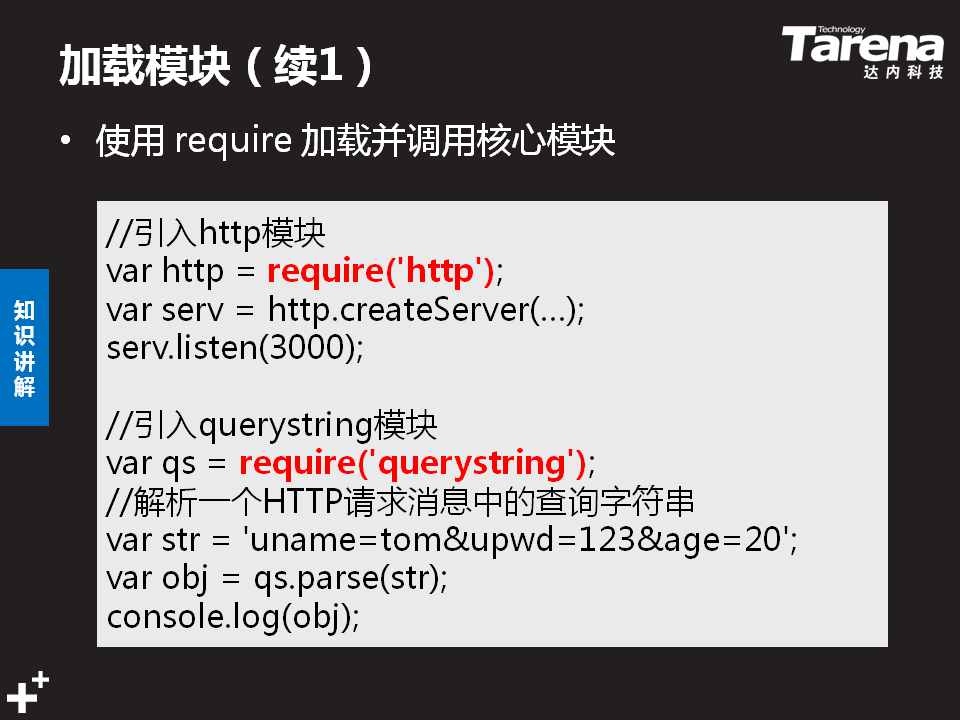 加载模块（续1）
Technology
Tarena
达内科技
• 使用 require 加载并调用核心模块
//引入http模块
var http = require('http');
var serv = http.createServer(…);
serv.listen(3000);
//引入querystring模块
var qs = require('querystring');
//解析一个HTTP请求消息中的查询字符串
var str = 'uname=tom&upwd=123&age=20';
var obj = qs.parse(str);
console.log(obj);
知识讲解